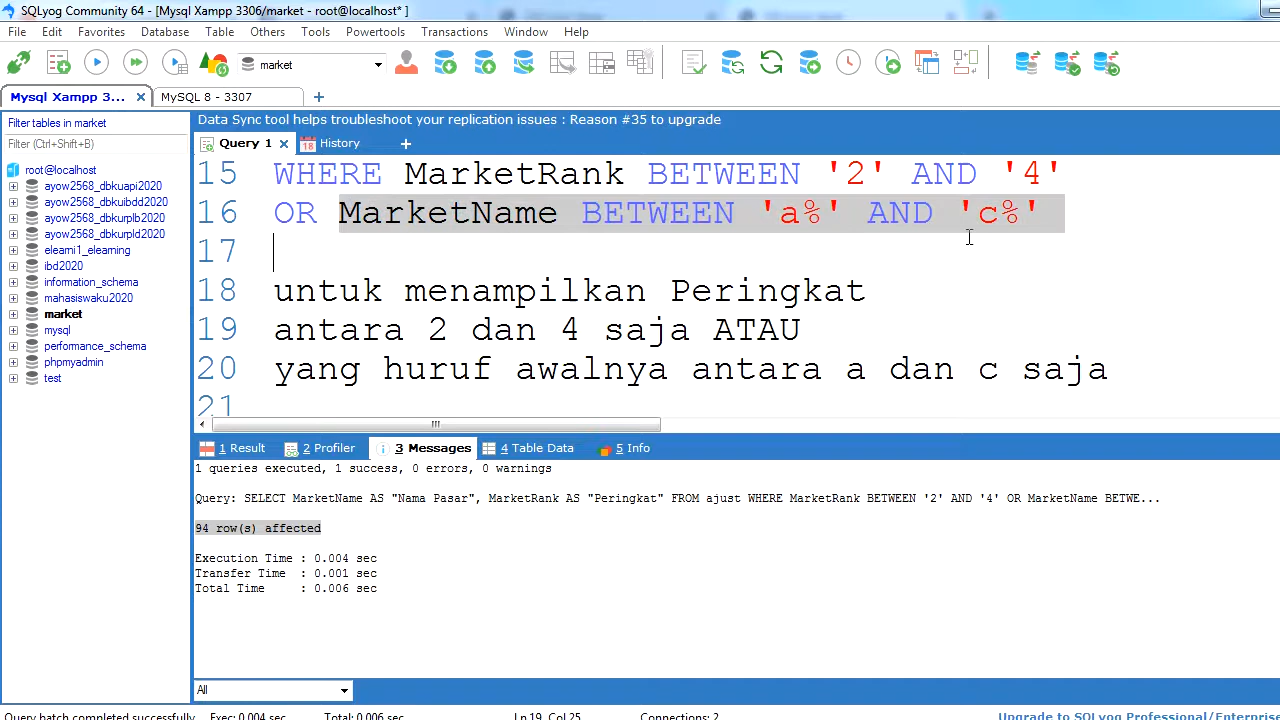 SQLyog Community 64 - [Mysql Xampp 3306/market - root@localhost* ]
File Edit Favorites Database Table Others Tools Powertools Transactions Window Help
market
Mysql Xampp 3... MySQL 8 - 3307
Filter tables in market
Filter (Ctrl+Shift+B)
root@localhost
ayow2568_dbkuapi2020
ayow2568_dbkuibdd2020
ayow2568_dbkurplb2020
ayow2568_dbkurpld2020
elearni1_elearning
ibd2020
information_schema
mahasiswaku2020
market
mysql
performance_schema
phpmyadmin
test
Data Sync tool helps troubleshoot your replication issues : Reason #35 to upgrade
Query 1 History
15 WHERE MarketRank BETWEEN '2' AND '4'
16 OR MarketName BETWEEN 'a%' AND 'c%'
17
18 untuk menampilkan Peringkat
19 antara 2 dan 4 saja ATAU
20 yang huruf awalnya antara a dan c saja
21
1 Result 2 Profiler 3 Messages 4 Table Data 5 Info
1 queries executed, 1 success, 0 errors, 0 warnings
Query: SELECT MarketName AS "Nama Pasar", MarketRank AS "Peringkat" FROM ajust WHERE MarketRank BETWEEN '2' AND '4' OR MarketName BETWE...
94 row(s) affected
Execution Time : 0.004 sec
Transfer Time : 0.001 sec
Total Time : 0.006 sec
All
Query batch completed successfully Exec: 0.004 sec Total: 0.006 sec Ln 19, Col 25 Connections: 2 Upgrade to SQLyog Professional/Enterprise